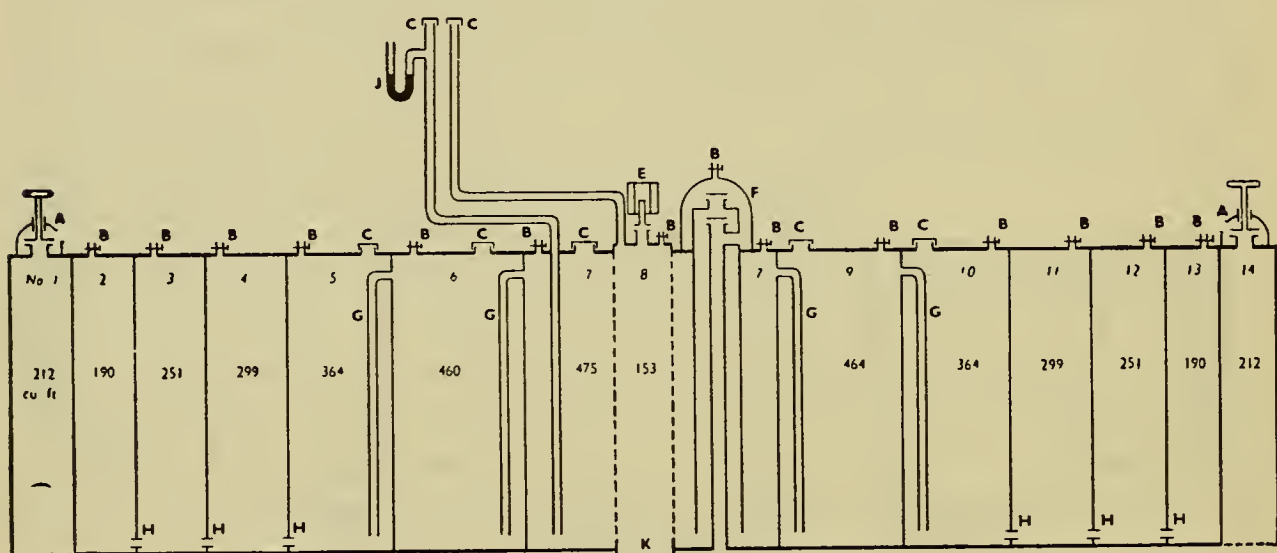 C C
J
E B F
A B B B C B C B C B B C B C B B B B A
No 1 2 3 4 5 6 7 8 7 9 10 11 12 13 14
G G G G
212 190 251 299 364 460 475 153 464 364 299 251 190 212
cu ft
H H H K H H H